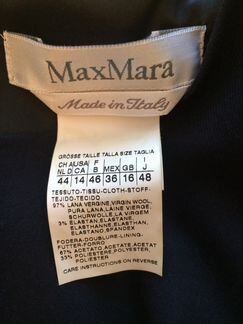 MaxMara
Made in Italy
GRÖSSE TAILLE TALLA SIZE TAGLIA
CH A/USA F
NL D CA B MEX GB J
44 14 46 36 16 48
TESSUTO-TISSU-CLOTH-STOFF-
TEJIDO-TECIDO
97% LANA VERGINE, VIRGIN WOOL,
PURA LANA, LAINE VIERGE,
SCHURWOLLE, LÃ VIRGEM
3% ELASTAN, ELASTHANE,
ELASTHANNE, ELASTHAN,
ELASTANO, SPANDEX
FODERA-DOUBLURE-LINING-
FUTTER-FORRO
67% ACETATO, ACETATE, ACETAT
33% POLIESTERE, POLYESTER
POLIESTER
CARE INSTRUCTIONS ON REVERSE